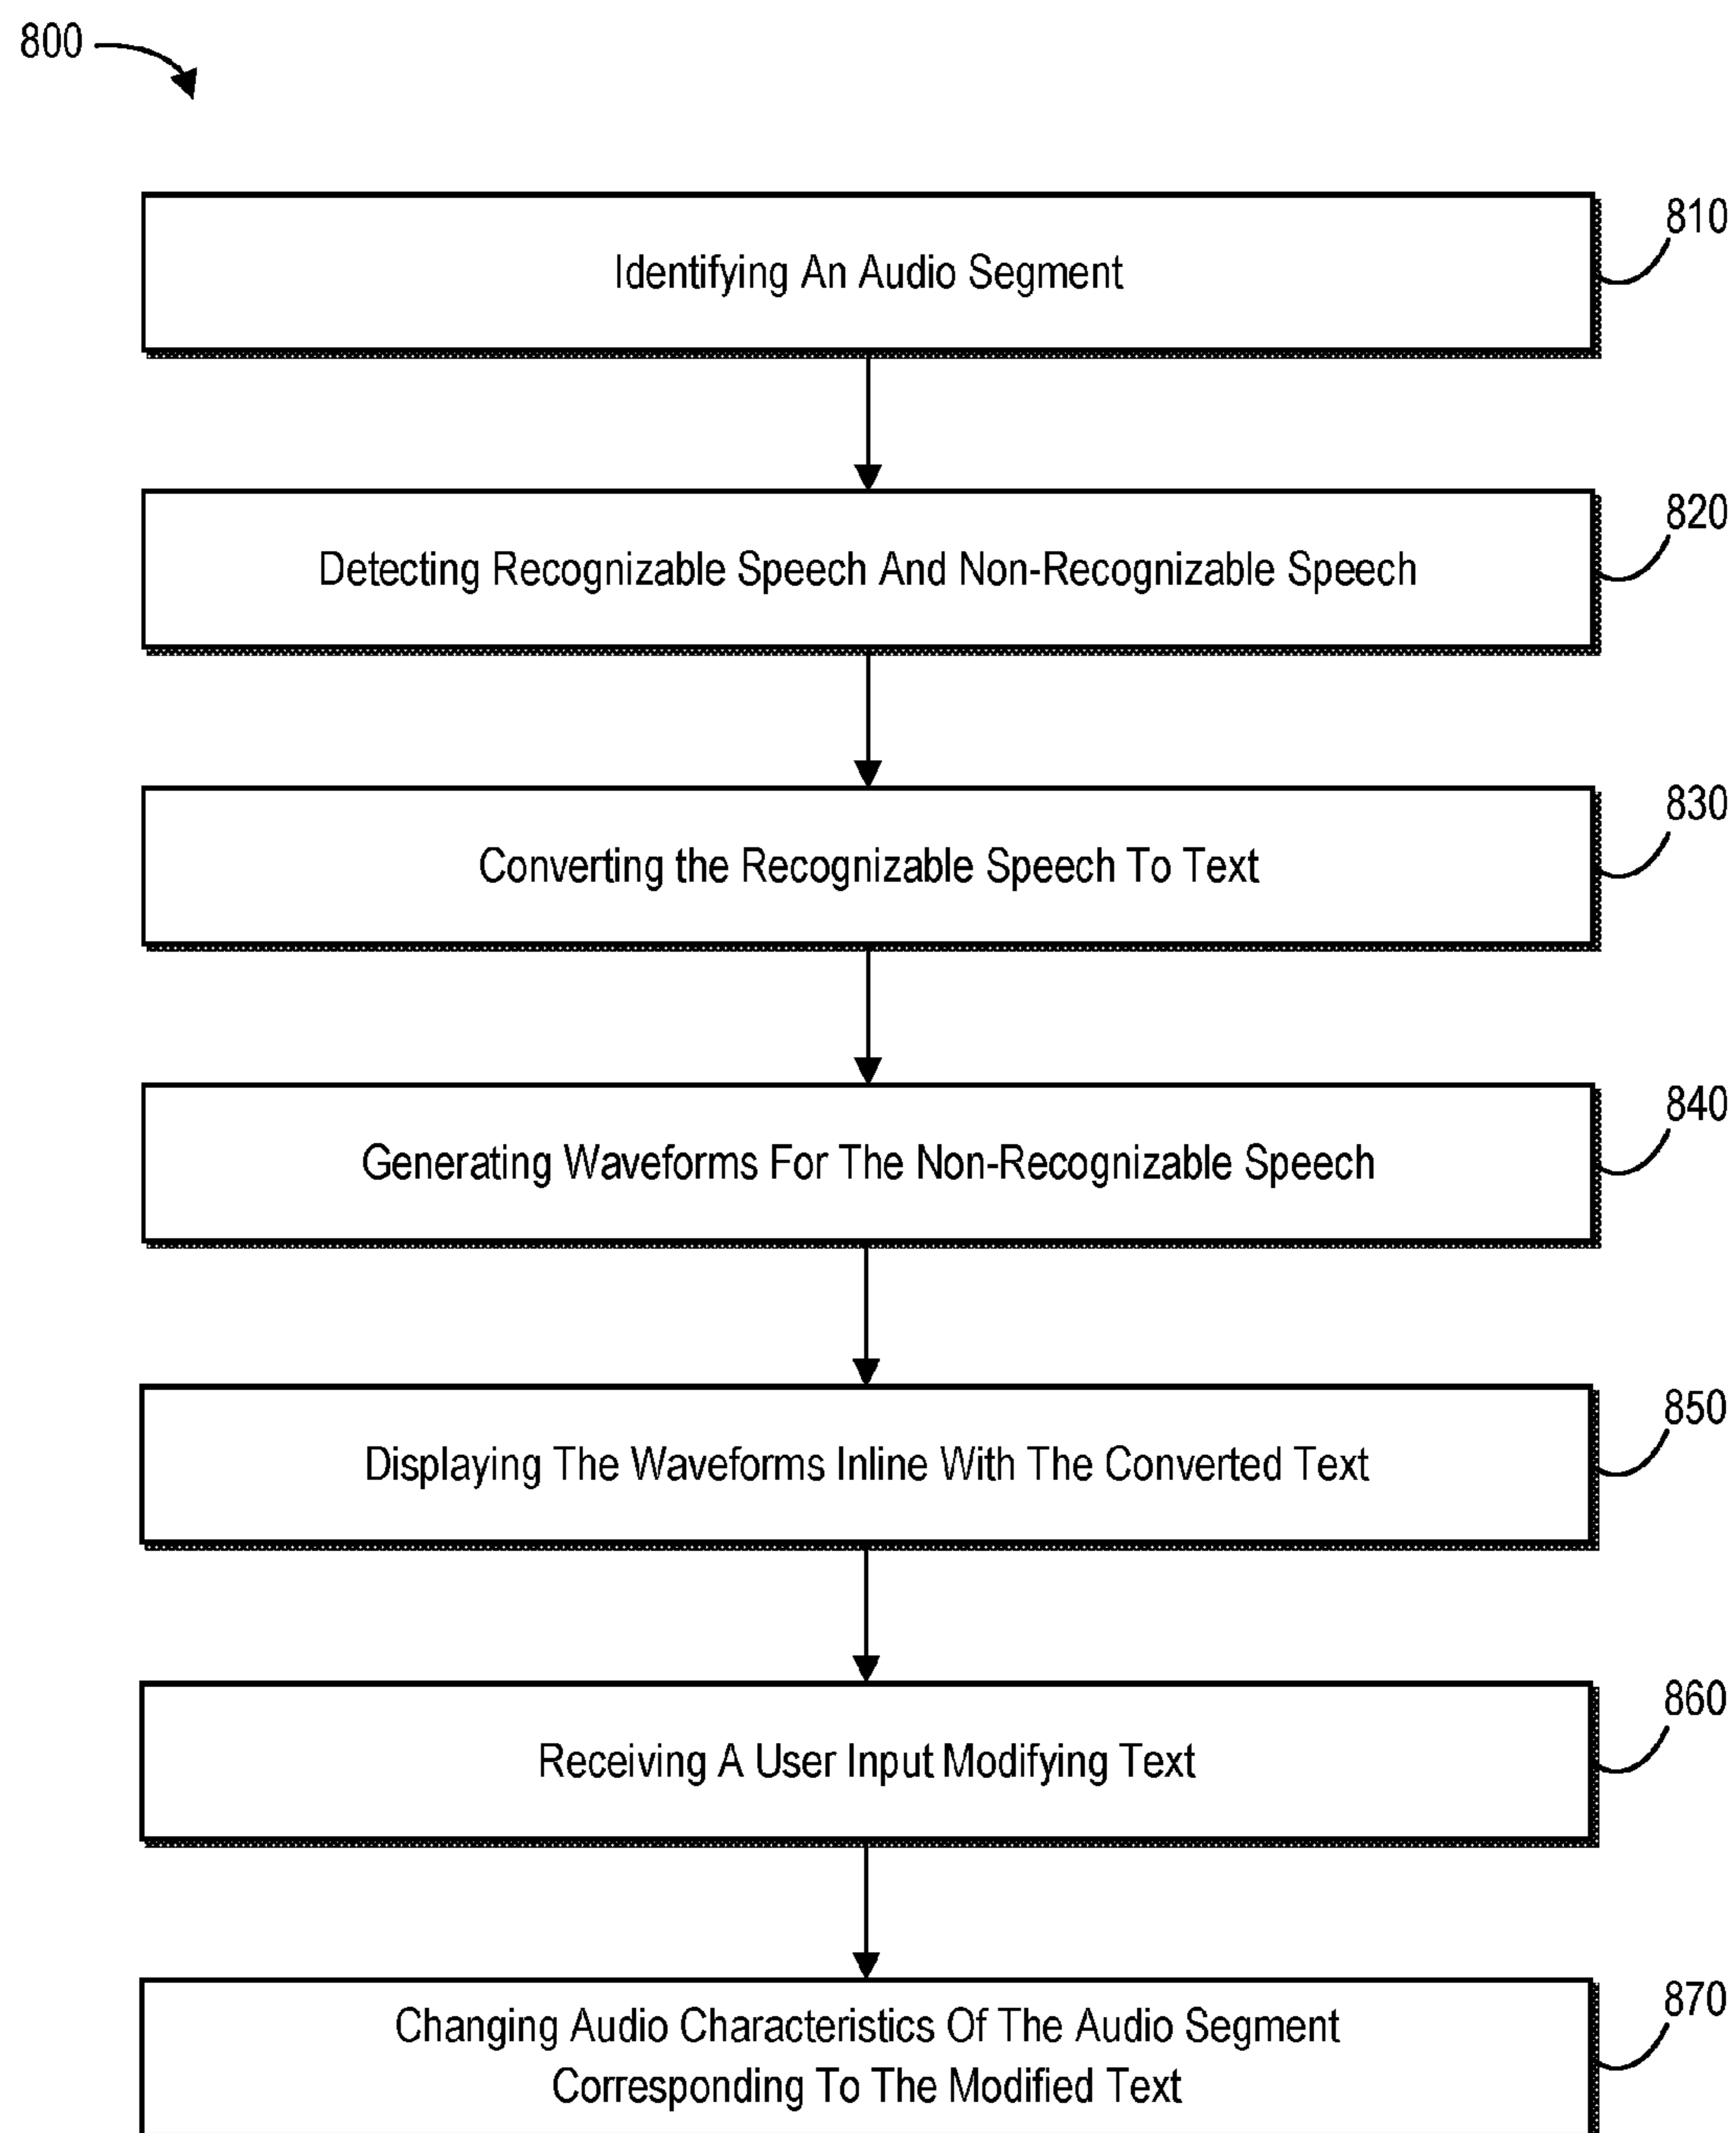 800
810
Identifying An Audio Segment
820
Detecting Recognizable Speech And Non-Recognizable Speech
830
Converting the Recognizable Speech To Text
840
Generating Waveforms For The Non-Recognizable Speech
850
Displaying The Waveforms Inline With The Converted Text
860
Receiving A User Input Modifying Text
870
Changing Audio Characteristics Of The Audio Segment
Corresponding To The Modified Text